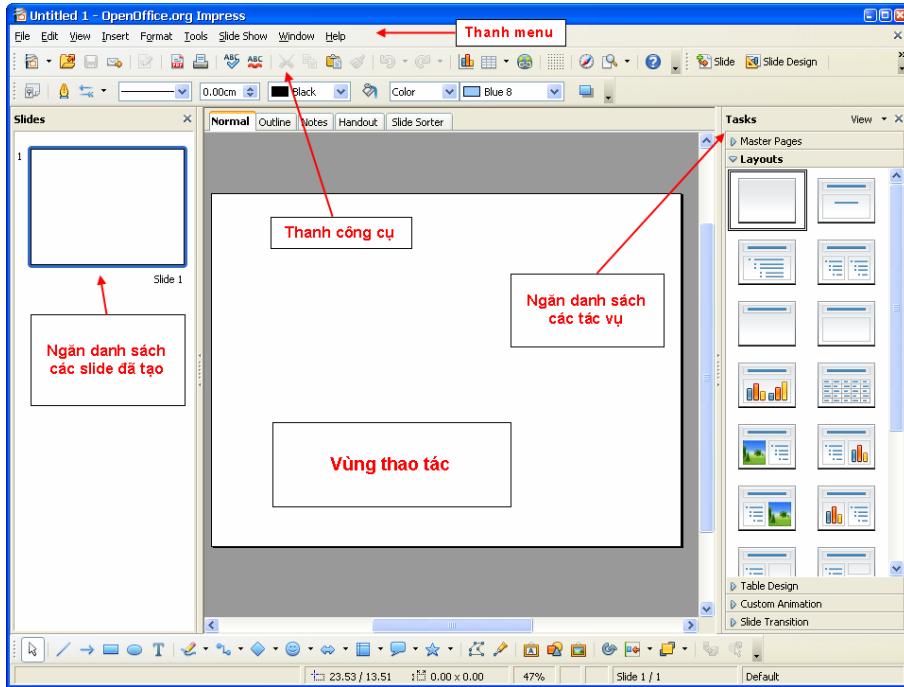 Untitled 1 - OpenOffice.org Impress
File Edit View Insert Format Tools Slide Show Window Help
Thanh menu
ABC ABC Slide Slide Design
0.00cm Black Color Blue 8
Slides
Normal Outline Notes Handout Slide Sorter
Tasks View
Master Pages
Layouts
1
Slide 1
Thanh công cụ
Ngăn danh sách
các tác vụ
Ngăn danh sách
các slide đã tạo
Vùng thao tác
Table Design
Custom Animation
Slide Transition
T
23.53 / 13.51 0.00 x 0.00 47% Slide 1 / 1 Default